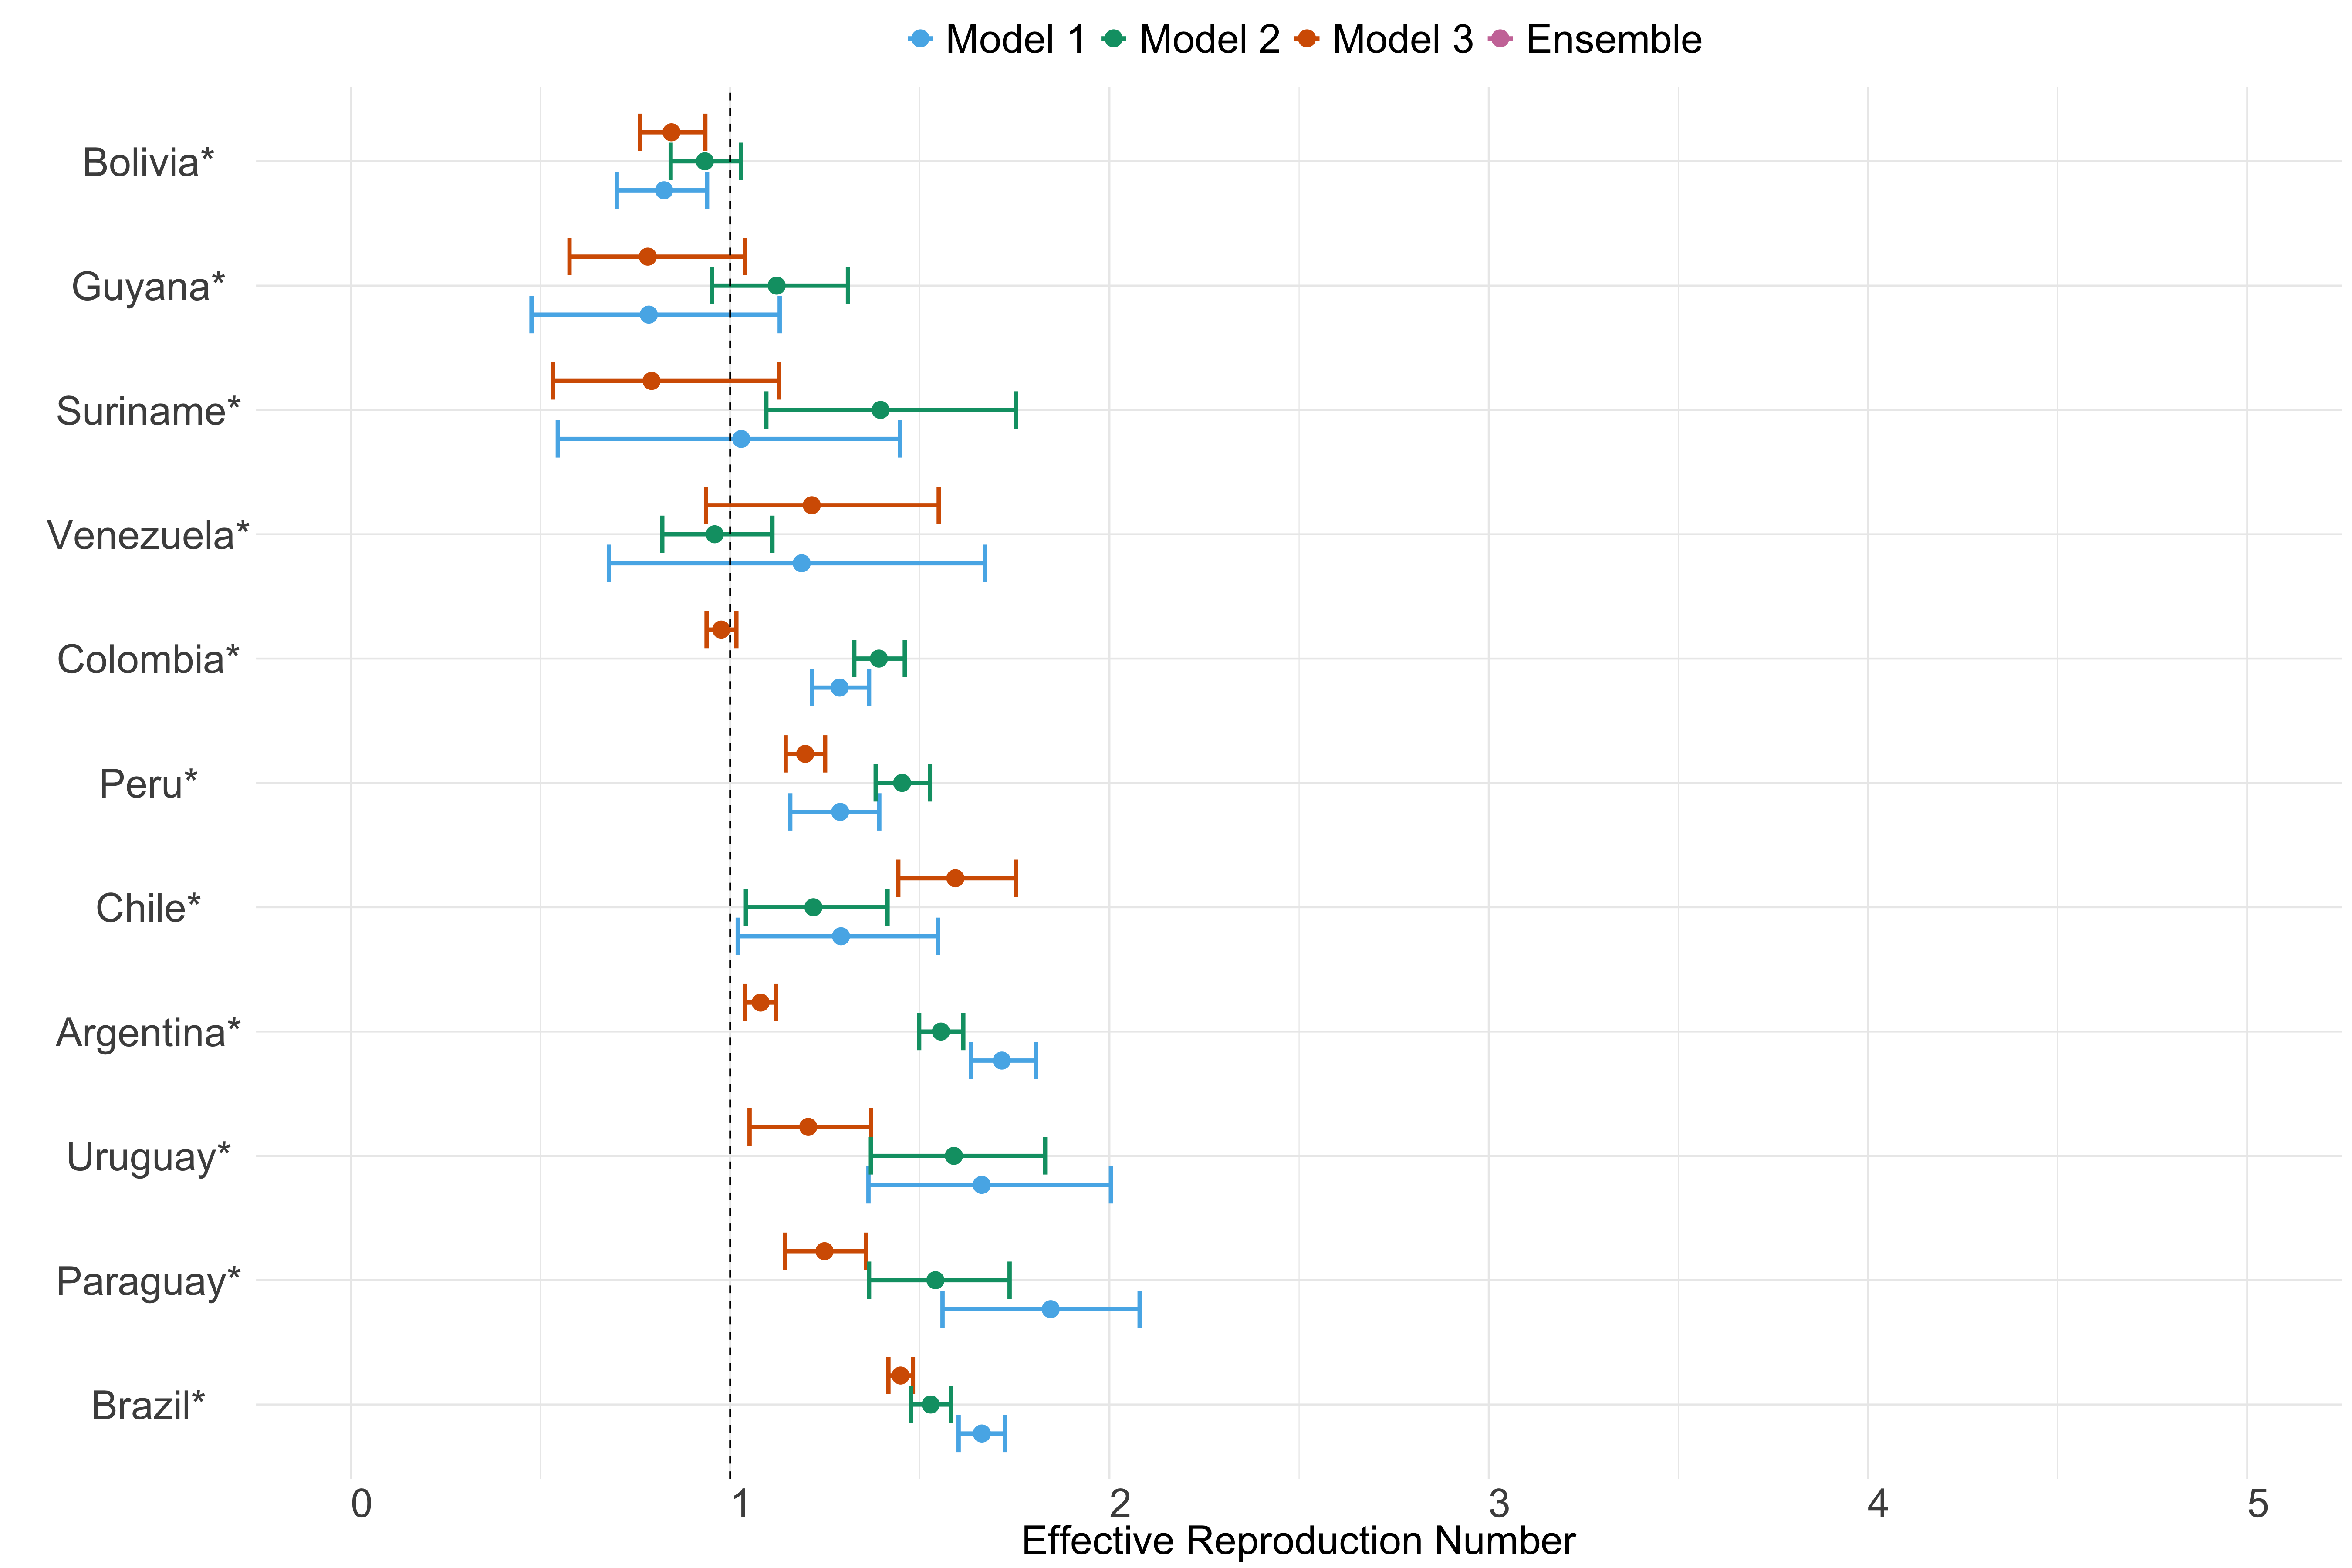 Model 1 Model 2 Model 3 Ensemble
Bolivia*
Guyana*
Suriname*
Venezuela*
Colombia*
Peru*
Chile*
Argentina*
Uruguay*
Paraguay*
Brazil*
0 1 2 3 4 5
Effective Reproduction Number